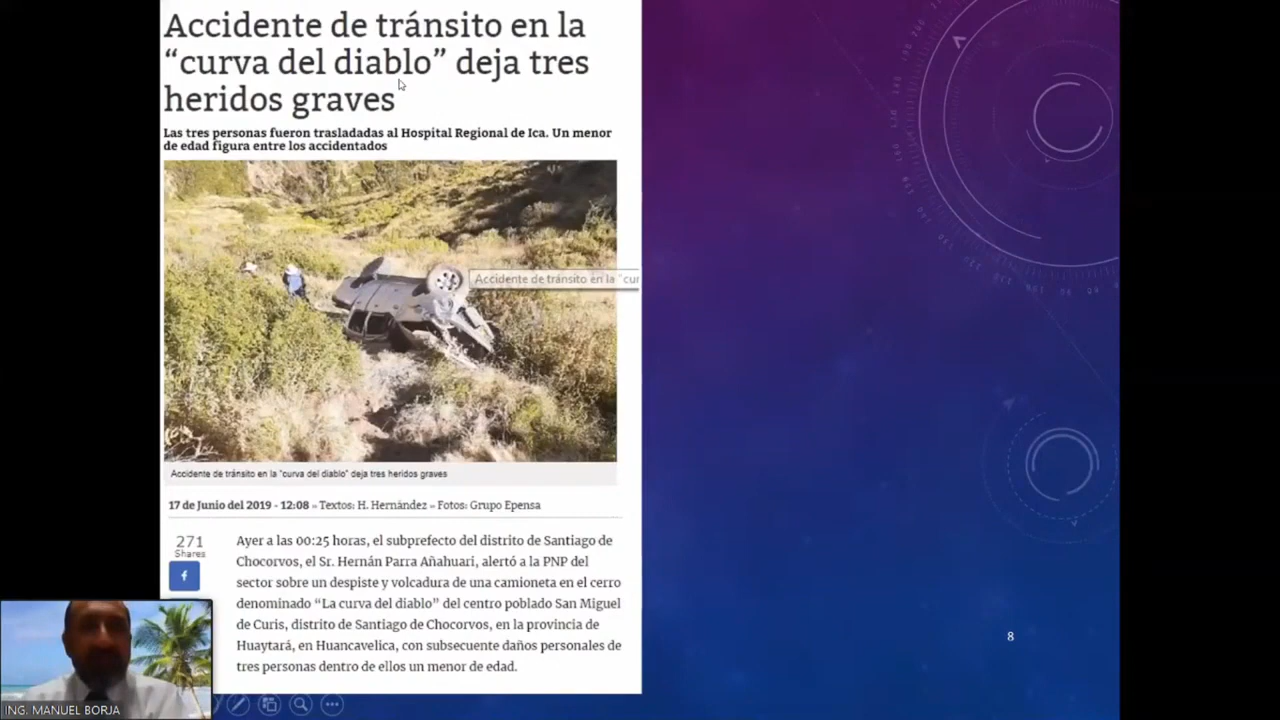 Accidente de tránsito en la
“curva del diablo” deja tres
heridos graves
Las tres personas fueron trasladadas al Hospital Regional de Ica. Un menor
de edad figura entre los accidentados
Accidente de tránsito en la "cur
Accidente de tránsito en la "curva del diablo" deja tres heridos graves
17 de Junio del 2019 - 12:08 » Textos: H. Hernández » Fotos: Grupo Epensa
271
Shares
f
Ayer a las 00:25 horas, el subprefecto del distrito de Santiago de
Chocorvos, el Sr. Hernán Parra Añahuari, alertó a la PNP del
sector sobre un despiste y volcadura de una camioneta en el cerro
denominado “La curva del diablo” del centro poblado San Miguel
de Curis, distrito de Santiago de Chocorvos, en la provincia de
Huaytará, en Huancavelica, con subsecuente daños personales de
tres personas dentro de ellos un menor de edad.
8
ING. MANUEL BORJA